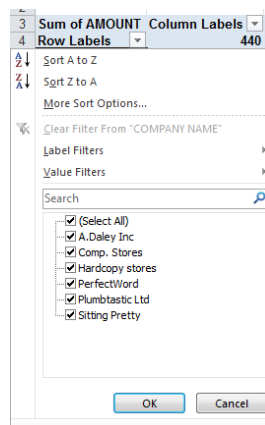 3 Sum of AMOUNT Column Labels
4 Row Labels 440
Sort A to Z
Sort Z to A
More Sort Options...
Clear Filter From "COMPANY NAME"
Label Filters
Value Filters
Search
(Select All)
A.Daley Inc
Comp. Stores
Hardcopy stores
PerfectWord
Plumbtastic Ltd
Sitting Pretty
OK Cancel